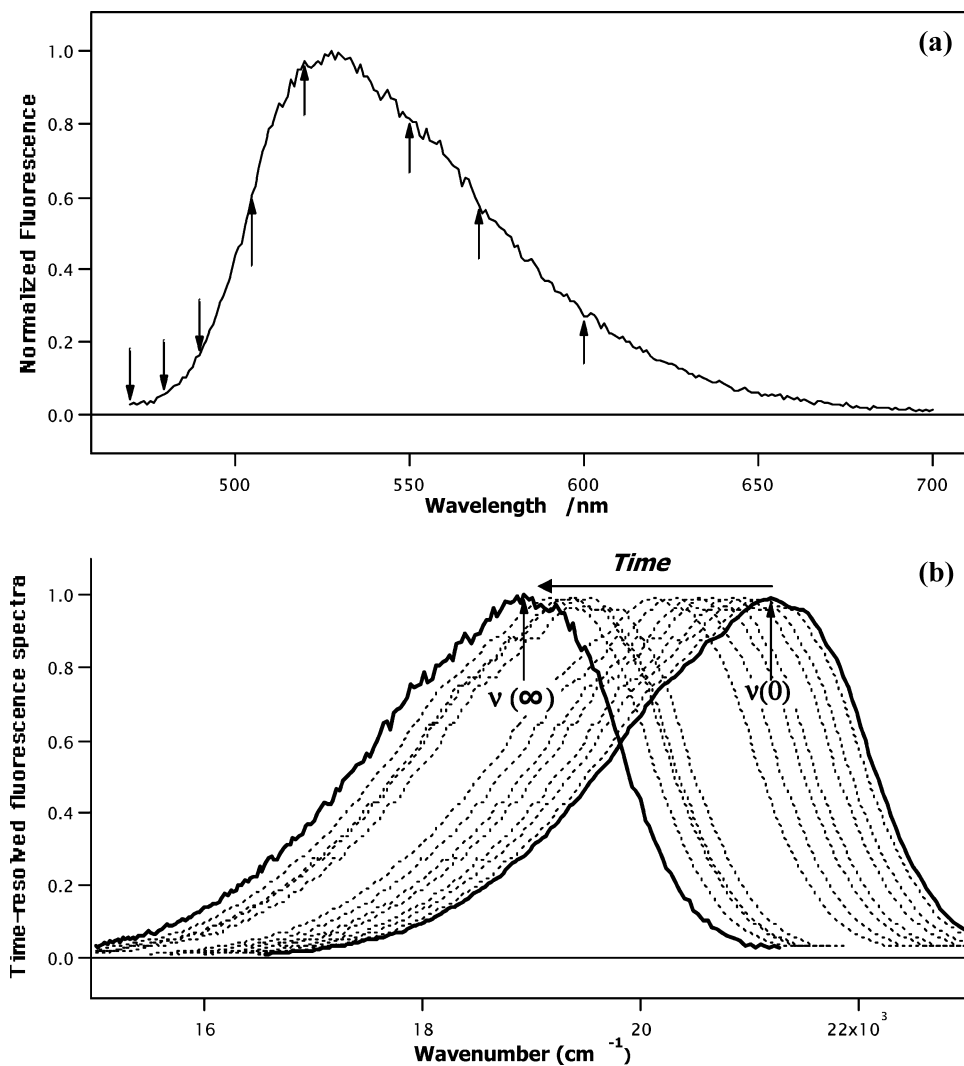 (a)
Normalized Fluorescence
1.0
0.8
0.6
0.4
0.2
0.0
500
550
600
650
700
Wavelength /nm
(b)
Time
Time-resolved fluorescence spectra
1.0
0.8
0.6
0.4
0.2
0.0
ν (∞)
ν(0)
16
18
20
22x10³
Wavenumber (cm ⁻¹)